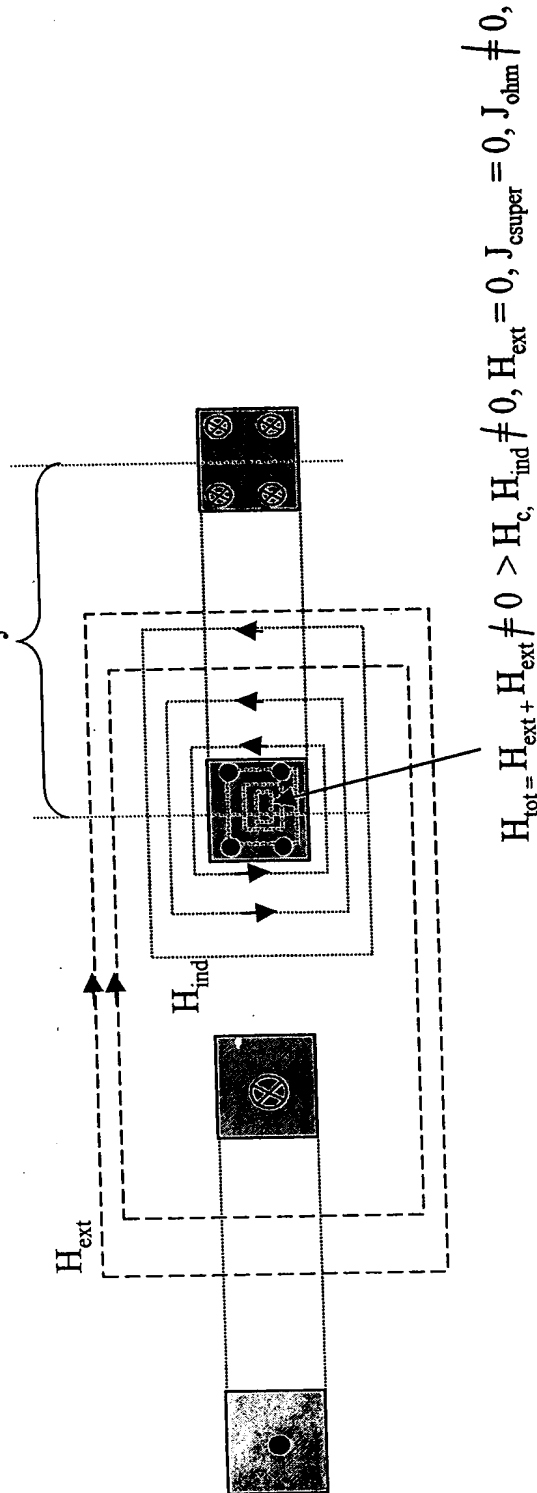 H_ext
H_ind
H_tot = H_ext + H_ext ≠ 0 > H_c, H_ind ≠ 0, H_ext = 0, J_csuper = 0, J_ohm ≠ 0,